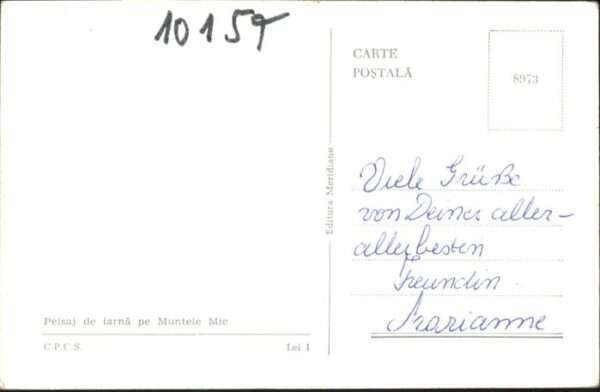 10157
CARTE
POȘTALĂ
8973
Editura Meridiane
Viele Grüße
von Deiner aller-
allerbesten
Freundin
Marianne
Peisaj de iarnă pe Muntele Mic
C.P.C.S.
Lei 1